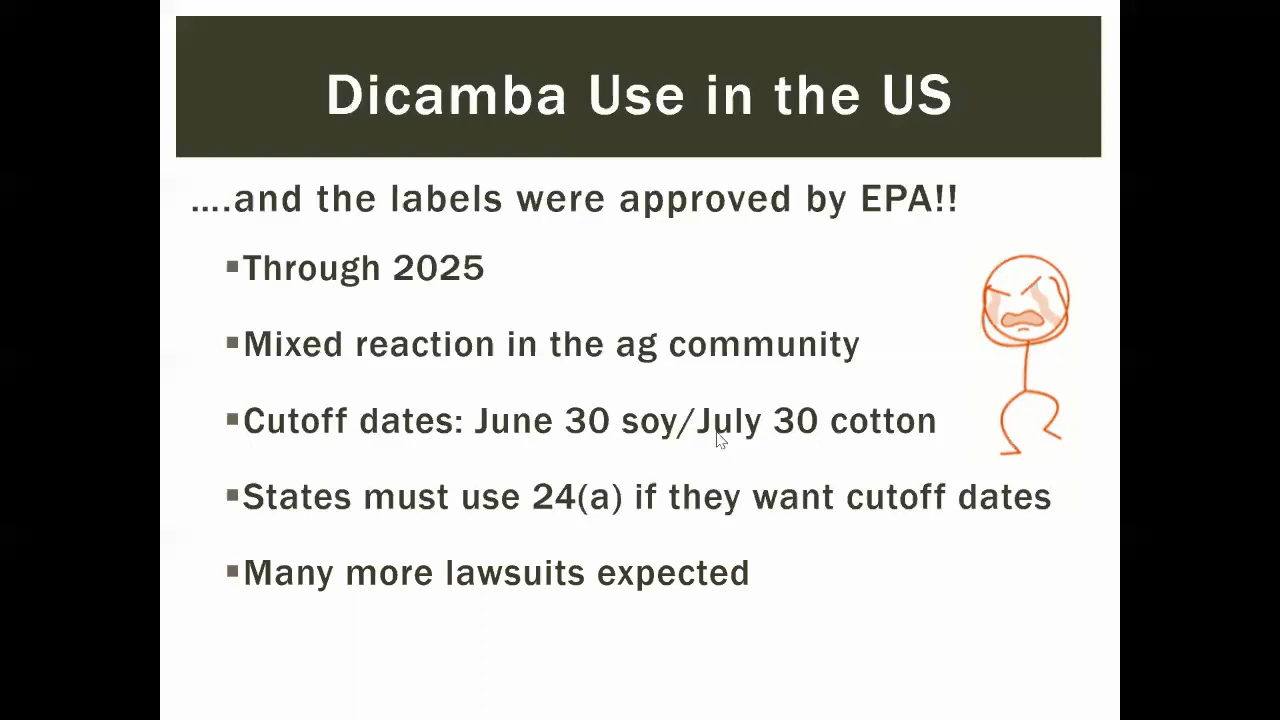 Dicamba Use in the US
....and the labels were approved by EPA!!
▪Through 2025
▪Mixed reaction in the ag community
▪Cutoff dates: June 30 soy/July 30 cotton
▪States must use 24(a) if they want cutoff dates
▪Many more lawsuits expected